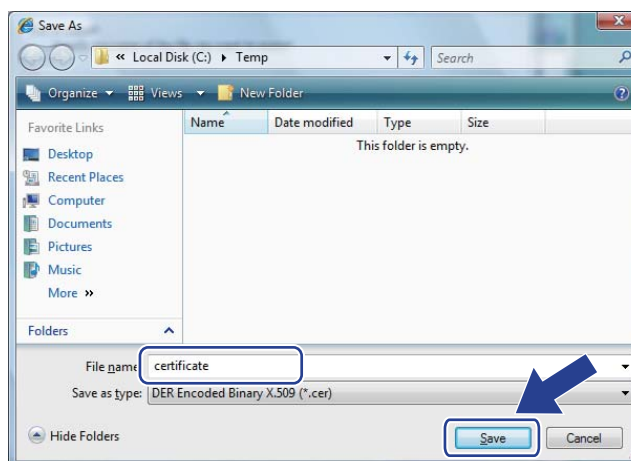 Save As
« Local Disk (C:) ▸ Temp
Search
Organize
Views
New Folder
Favorite Links
Desktop
Recent Places
Computer
Documents
Pictures
Music
More »
Folders
Name Date modified Type Size
This folder is empty.
File name: certificate
Save as type: DER Encoded Binary X.509 (*.cer)
Hide Folders
Save
Cancel